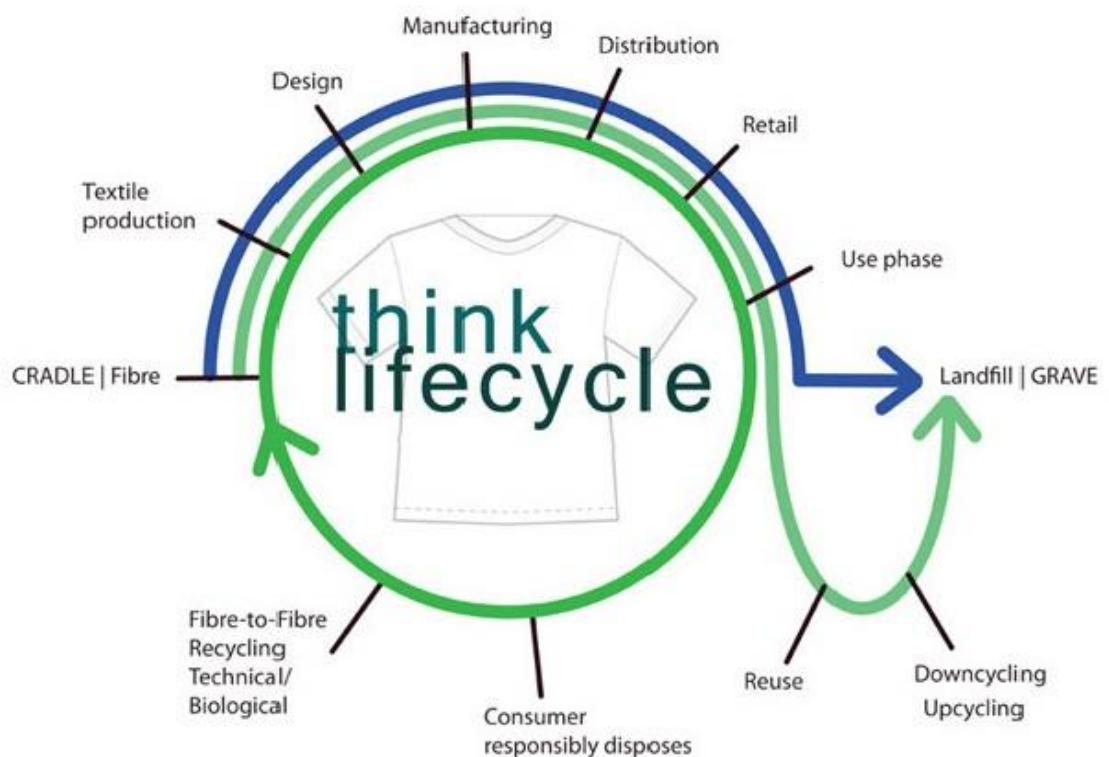 Manufacturing
Distribution
Design
Retail
Textile
production
Use phase
think
lifecycle
CRADLE | Fibre
Landfill | GRAVE
Fibre-to-Fibre
Recycling
Technical/
Biological
Consumer
responsibly disposes
Reuse
Downcycling
Upcycling